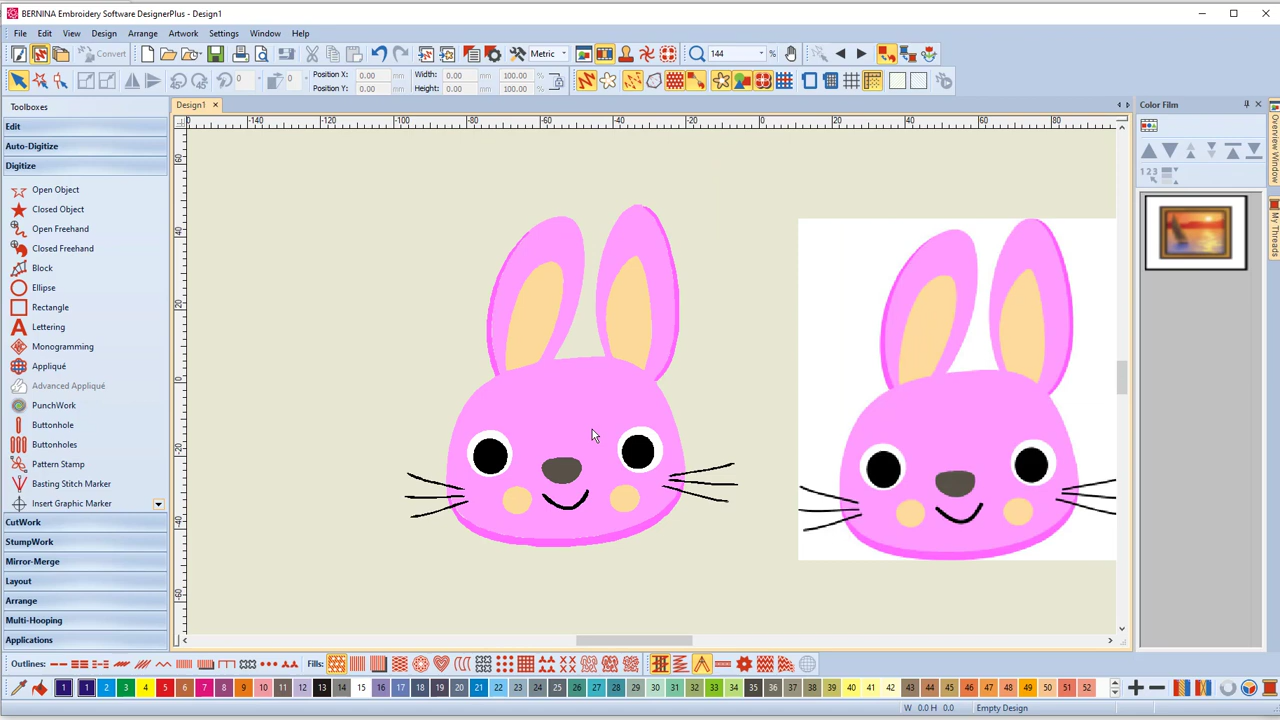 BERNINA Embroidery Software DesignerPlus - Design1
File Edit View Design Arrange Artwork Settings Window Help
Convert Metric 144 %
Position X: 0.00 mm Width: 0.00 mm 100.00 %
Position Y: 0.00 mm Height: 0.00 mm 100.00 %
Toolboxes
Edit
Auto-Digitize
Digitize
Open Object
Closed Object
Open Freehand
Closed Freehand
Block
Ellipse
Rectangle
Lettering
Monogramming
Appliqué
Advanced Appliqué
PunchWork
Buttonhole
Buttonholes
Pattern Stamp
Basting Stitch Marker
Insert Graphic Marker
CutWork
StumpWork
Mirror-Merge
Layout
Arrange
Multi-Hooping
Applications
Design1
-140 -120 -100 -80 -60 -40 -20 0 20 40 60 80
60
40
20
0
-20
-40
-60
Color Film
1 2 3
Overview Window
My Threads
Outlines: Fills:
1 1 2 3 4 5 6 7 8 9 10 11 12 13 14 15 16 17 18 19 20 21 22 23 24 25 26 27 28 29 30 31 32 33 34 35 36 37 38 39 40 41 42 43 44 45 46 47 48 49 50 51 52
W 0.0 H 0.0 Empty Design